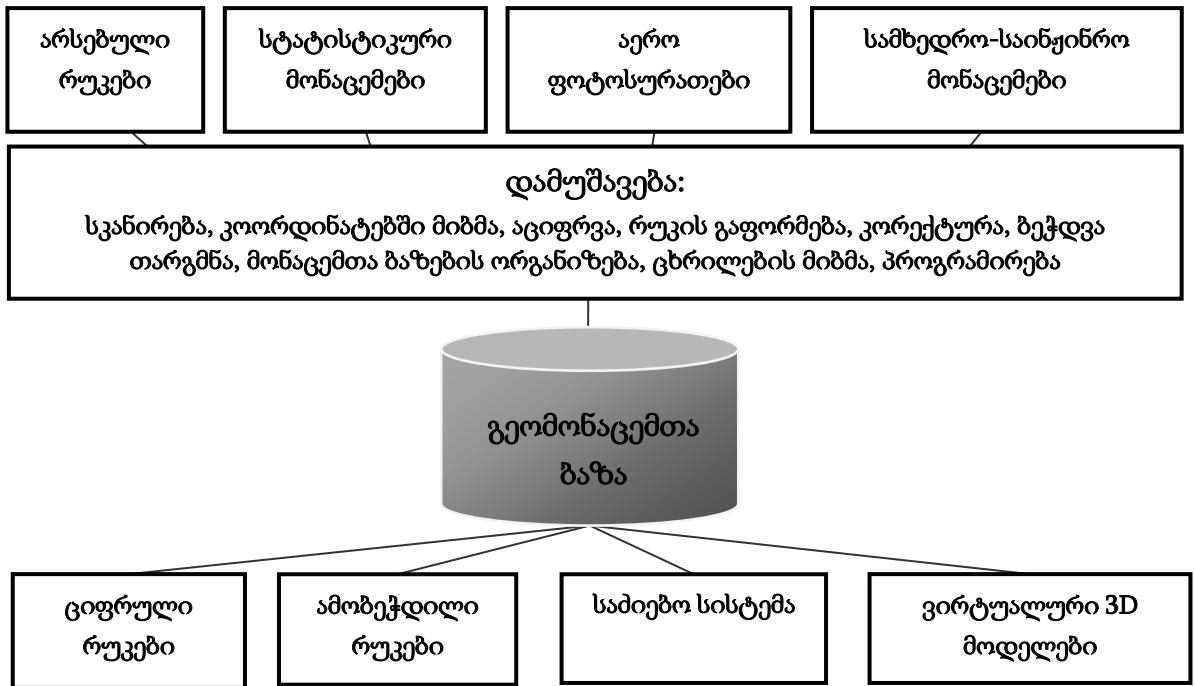 არსებული
რუკები
სტატისტიკური
მონაცემები
აერო
ფოტოსურათები
სამხედრო-საინჟინრო
მონაცემები
დამუშავება:
სკანირება, კოორდინატებში მიბმა, აციფრვა, რუკის გაფორმება, კორექტურა, ბეჭდვა
თარგმნა, მონაცემთა ბაზების ორგანიზება, ცხრილების მიბმა, პროგრამირება
გეომონაცემთა
ბაზა
ციფრული
რუკები
ამობეჭდილი
რუკები
საძიებო სისტემა
ვირტუალური 3D
მოდელები